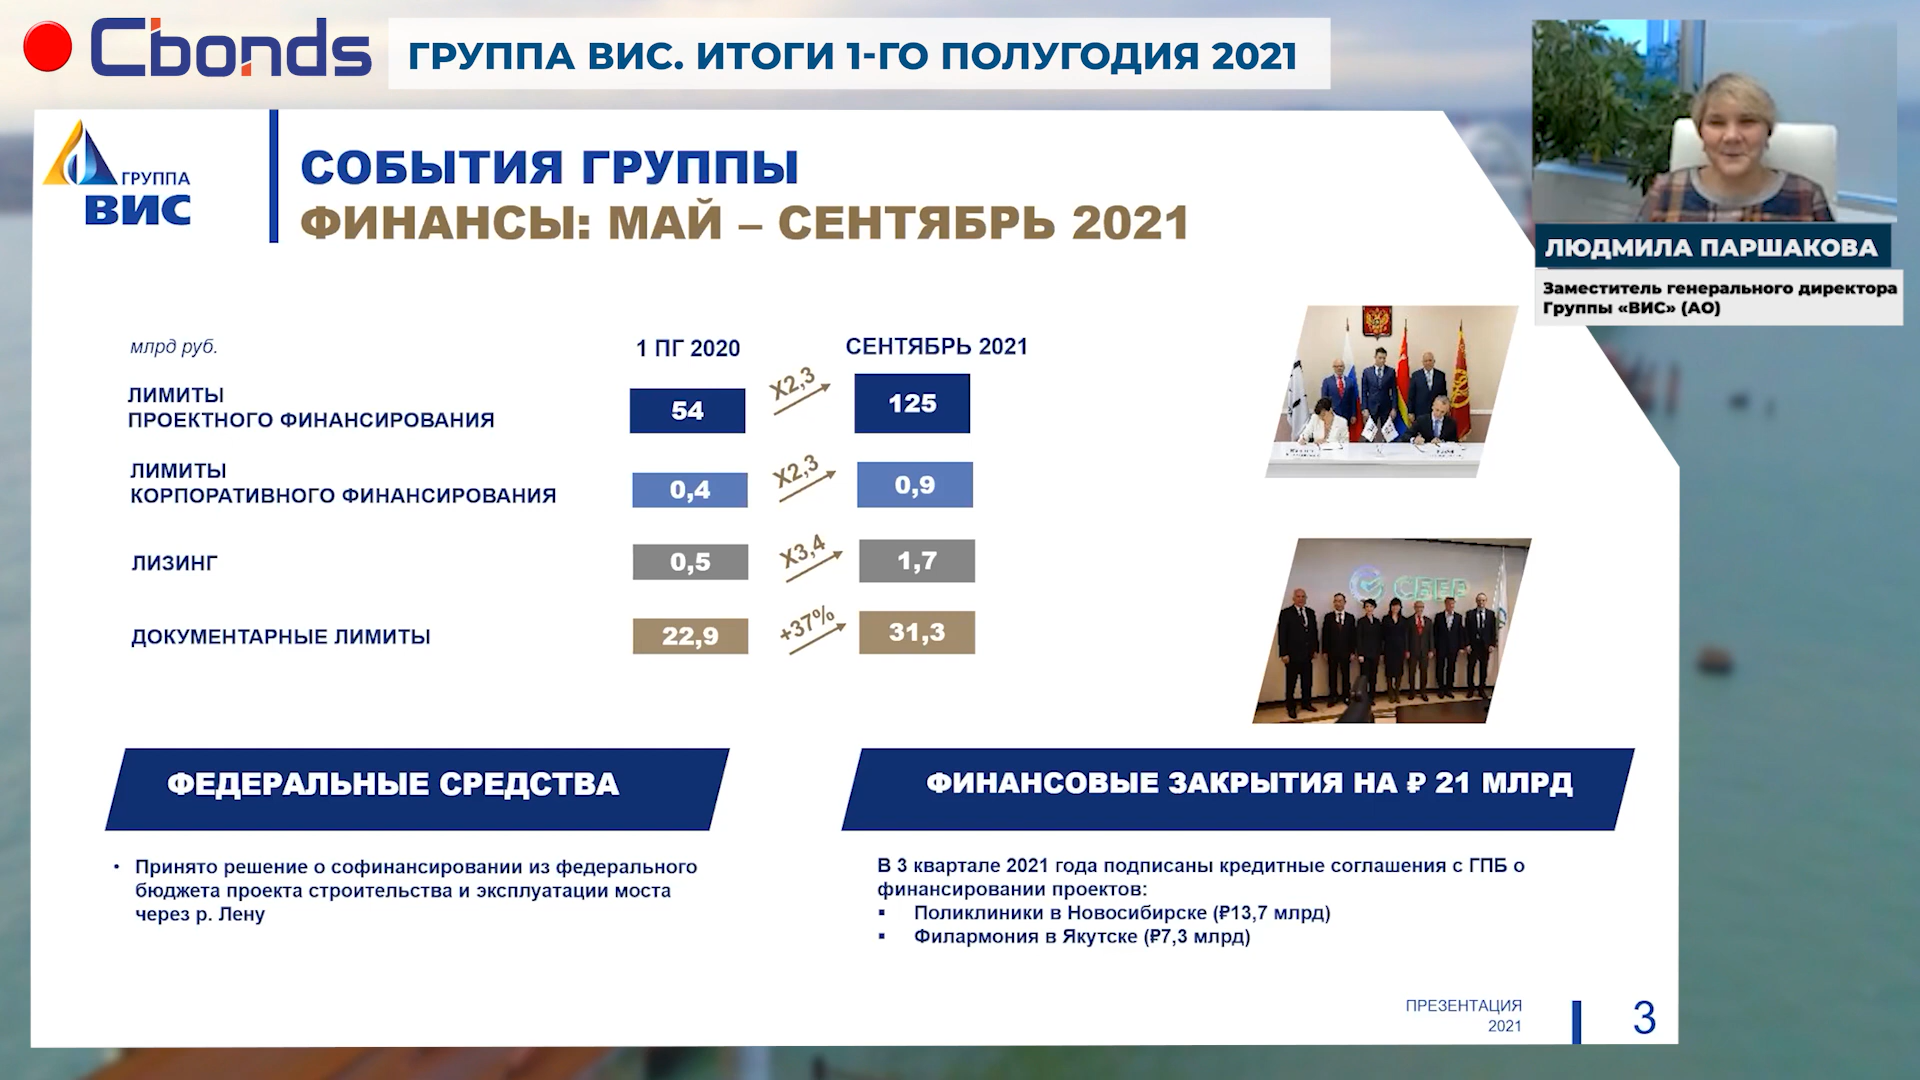 Cbonds
ГРУППА ВИС. ИТОГИ 1-ГО ПОЛУГОДИЯ 2021
ГРУППА
ВИС
СОБЫТИЯ ГРУППЫ
ФИНАНСЫ: МАЙ – СЕНТЯБРЬ 2021
ЛЮДМИЛА ПАРШАКОВА
Заместитель генерального директора
Группы «ВИС» (АО)
млрд руб.
1 ПГ 2020
СЕНТЯБРЬ 2021
ЛИМИТЫ
ПРОЕКТНОГО ФИНАНСИРОВАНИЯ
54
X2,3
125
ЛИМИТЫ
КОРПОРАТИВНОГО ФИНАНСИРОВАНИЯ
0,4
X2,3
0,9
ЛИЗИНГ
0,5
X3,4
1,7
ДОКУМЕНТАРНЫЕ ЛИМИТЫ
22,9
+37%
31,3
СБЕР
ФЕДЕРАЛЬНЫЕ СРЕДСТВА
• Принято решение о софинансировании из федерального
бюджета проекта строительства и эксплуатации моста
через р. Лену
ФИНАНСОВЫЕ ЗАКРЫТИЯ НА ₽ 21 МЛРД
В 3 квартале 2021 года подписаны кредитные соглашения с ГПБ о
финансировании проектов:
▪ Поликлиники в Новосибирске (₽13,7 млрд)
▪ Филармония в Якутске (₽7,3 млрд)
ПРЕЗЕНТАЦИЯ
2021
3